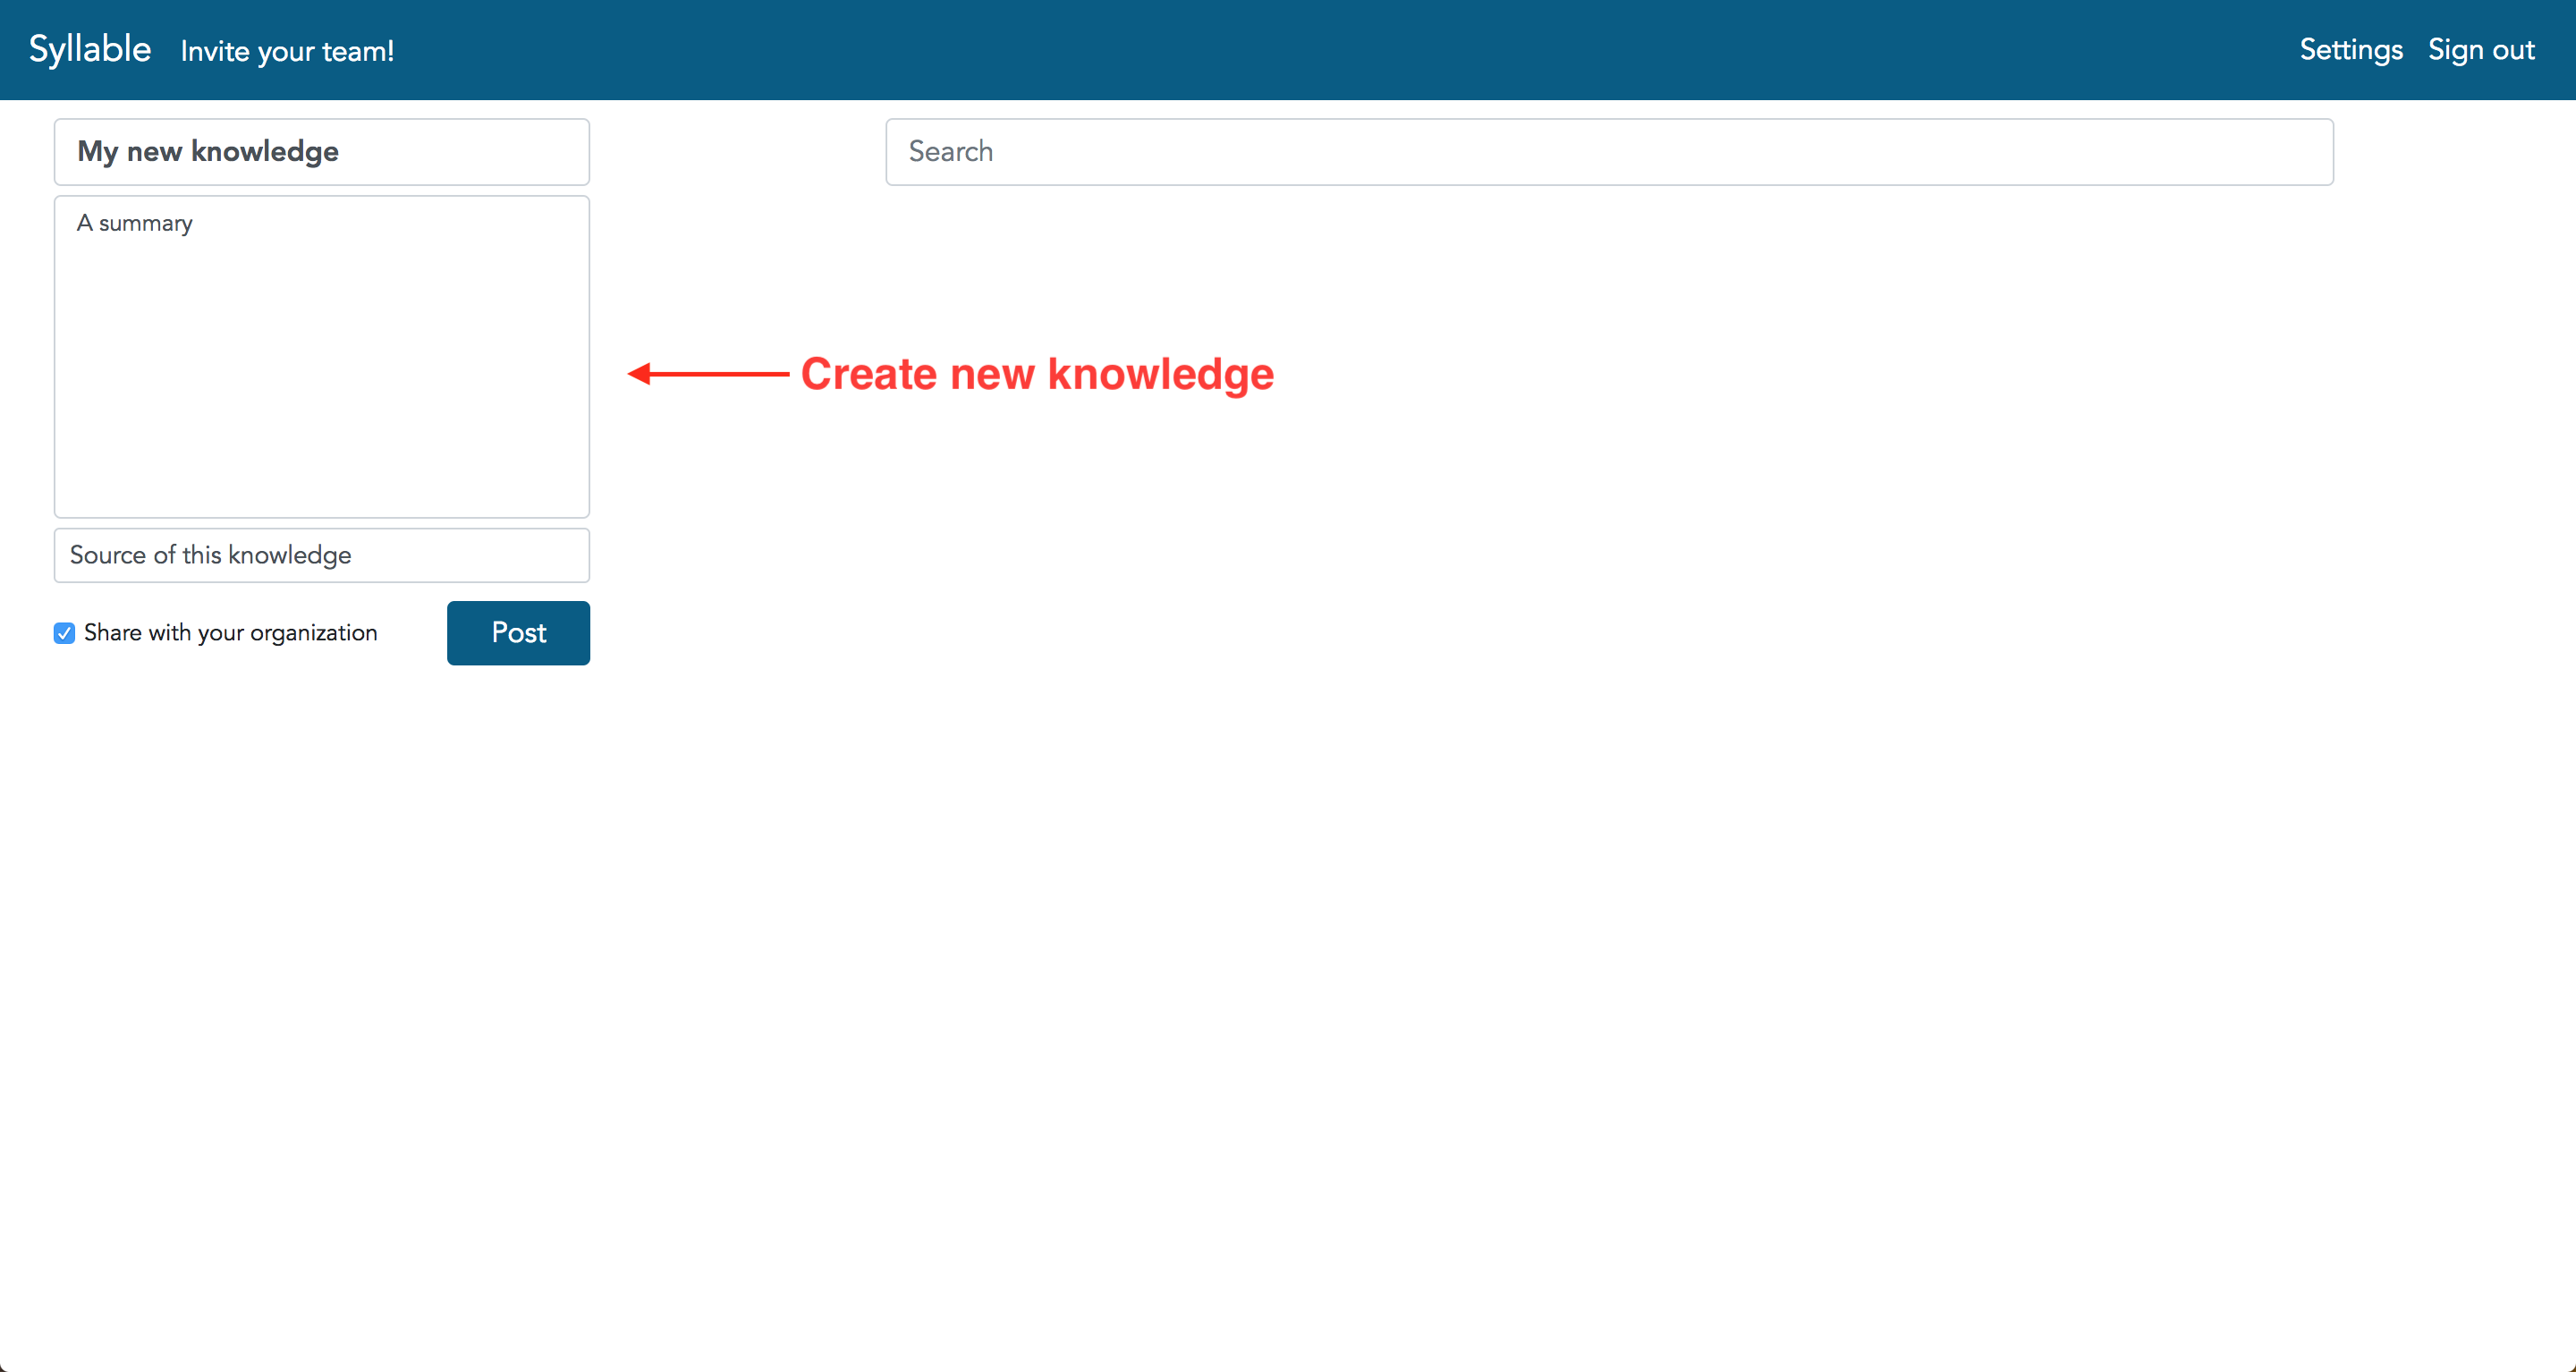 Syllable Invite your team! Settings Sign out
My new knowledge
Search
A summary
Create new knowledge
Source of this knowledge
Share with your organization
Post